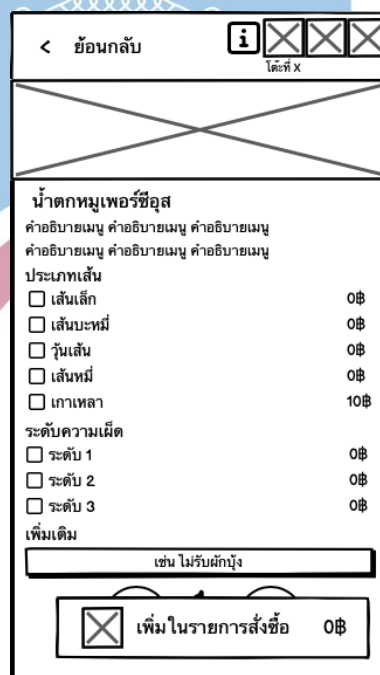 < ย้อนกลับ
i
โต๊ะที่ X
น้ำตกหมูเพอร์ซีอุส
คำอธิบายเมนู คำอธิบายเมนู คำอธิบายเมนู
คำอธิบายเมนู คำอธิบายเมนู คำอธิบายเมนู
ประเภทเส้น
เส้นเล็ก 0฿
เส้นบะหมี่ 0฿
วุ้นเส้น 0฿
เส้นหมี่ 0฿
เกาเหลา 10฿
ระดับความเผ็ด
ระดับ 1 0฿
ระดับ 2 0฿
ระดับ 3 0฿
เพิ่มเติม
เช่น ไม่รับผักบุ้ง
เพิ่มในรายการสั่งซื้อ 0฿